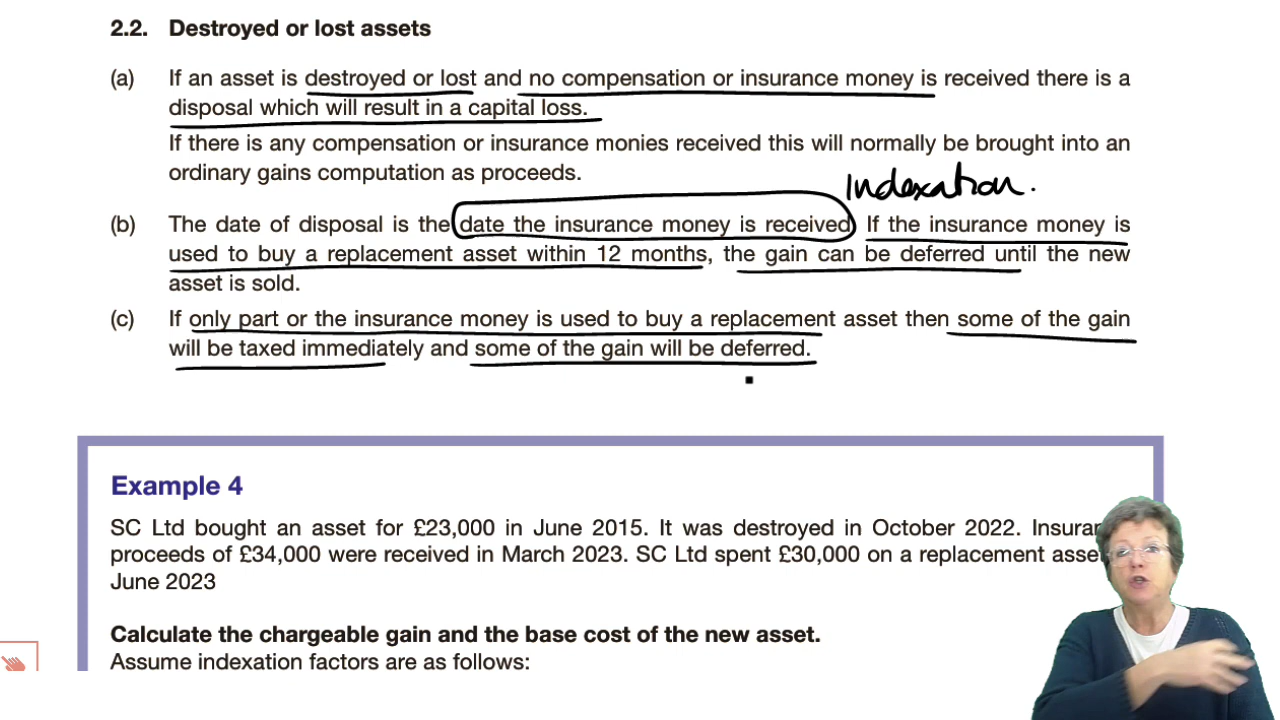 2.2. Destroyed or lost assets
(a) If an asset is destroyed or lost and no compensation or insurance money is received there is a
disposal which will result in a capital loss.
If there is any compensation or insurance monies received this will normally be brought into an
ordinary gains computation as proceeds.
Indexation.
(b) The date of disposal is the date the insurance money is received If the insurance money is
used to buy a replacement asset within 12 months, the gain can be deferred until the new
asset is sold.
(c) If only part or the insurance money is used to buy a replacement asset then some of the gain
will be taxed immediately and some of the gain will be deferred.
Example 4
SC Ltd bought an asset for £23,000 in June 2015. It was destroyed in October 2022. Insuran
proceeds of £34,000 were received in March 2023. SC Ltd spent £30,000 on a replacement asse
June 2023
Calculate the chargeable gain and the base cost of the new asset.
Assume indexation factors are as follows: